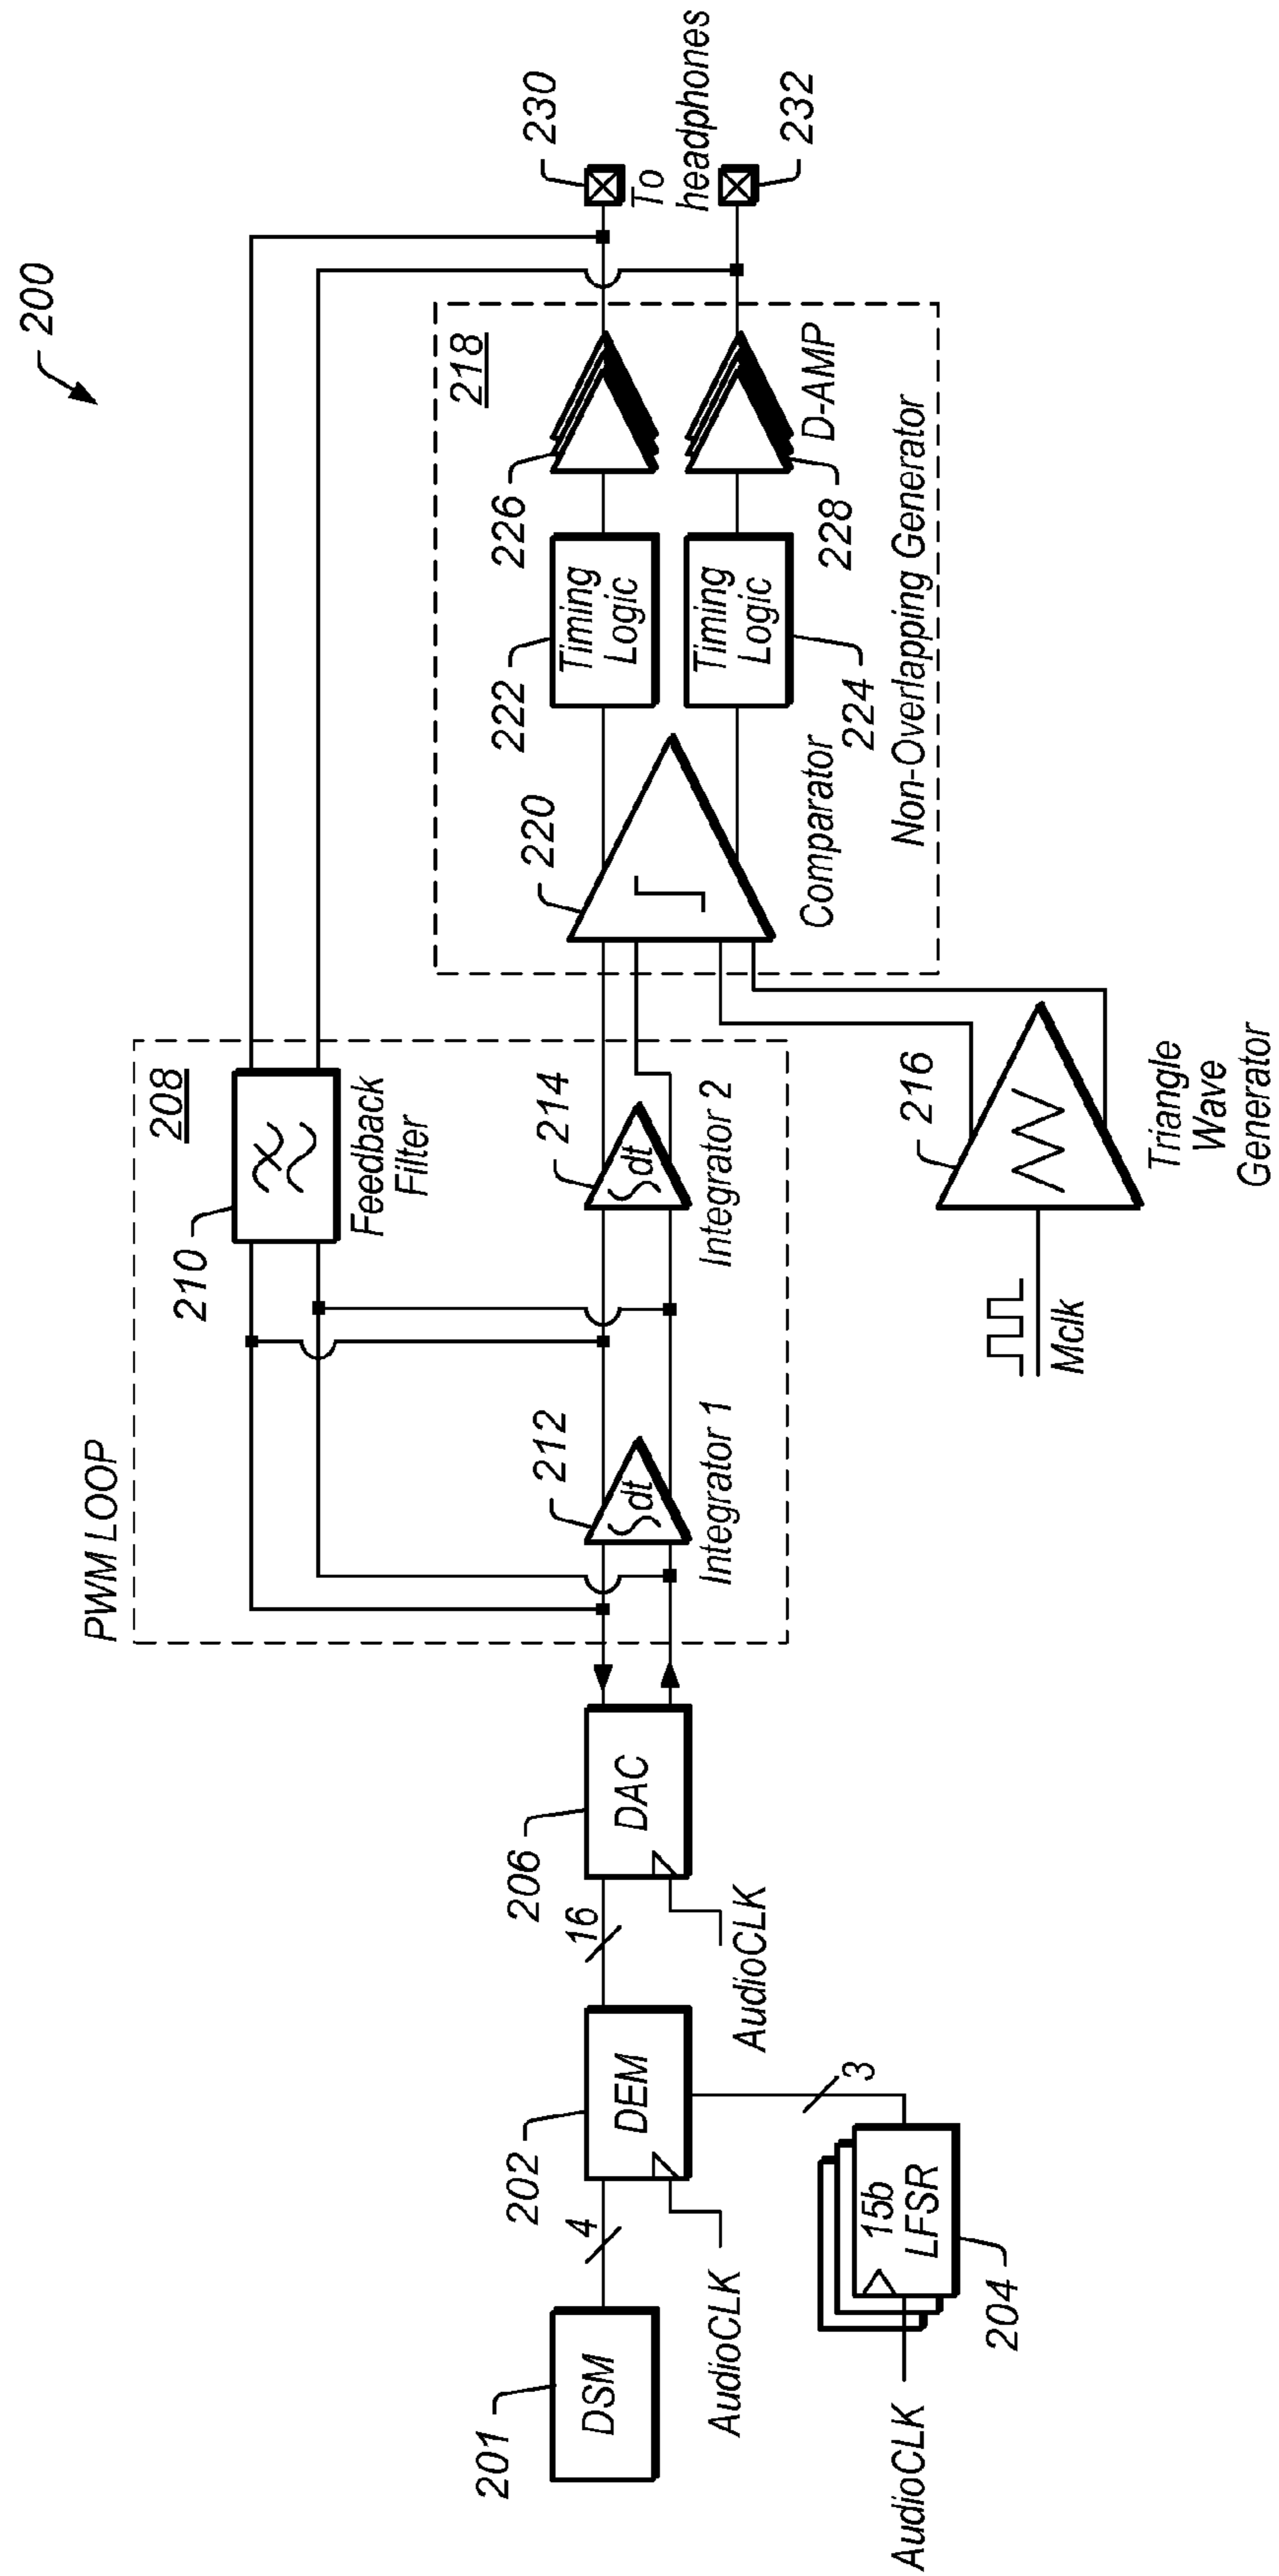 200
PWM LOOP
208
210
Feedback
Filter
212
Integrator 1
∫dt
214
Integrator 2
∫dt
218
220
Comparator
222
Timing
Logic
224
Timing
Logic
226
228
D-AMP
Non-Overlapping Generator
230
To
headphones
232
201
DSM
4
202
DEM
AudioCLK
16
206
DAC
AudioCLK
3
15b
LFSR
204
AudioCLK
216
Mclk
Triangle
Wave
Generator